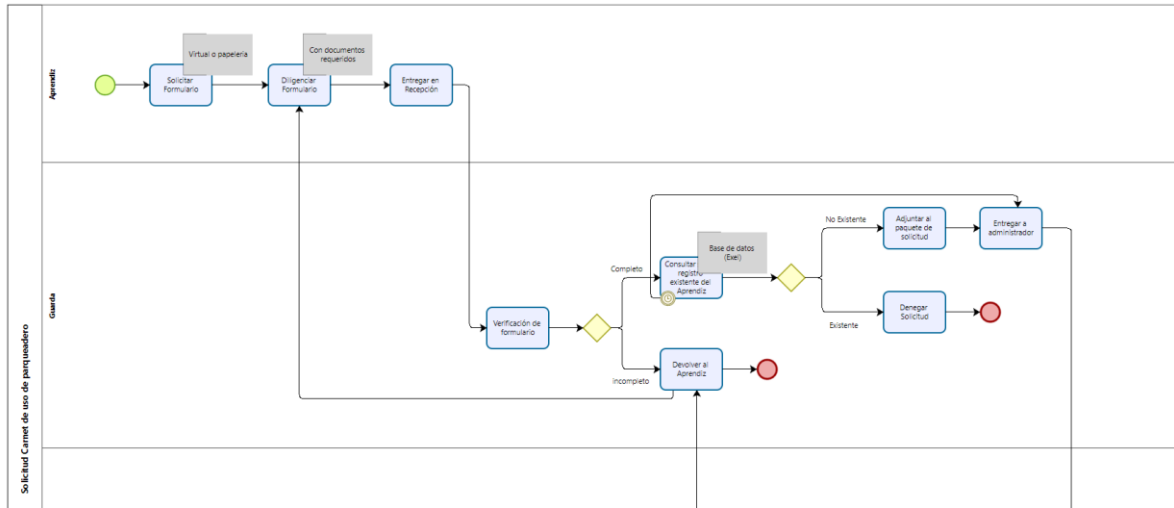 Solicitud Carnet de uso de parqueadero
Aprendiz
Virtual o papelería
Solicitar
Formulario
Con documentos
requeridos
Diligenciar
Formulario
Entregar en
Recepción
Guarda
Verificación de
formulario
Completo
Incompleto
Consultar
registro
existente del
Aprendiz
Base de datos
(Exel)
Devolver al
Aprendiz
No Existente
Existente
Adjuntar al
paquete de
solicitud
Entregar a
administrador
Denegar
Solicitud